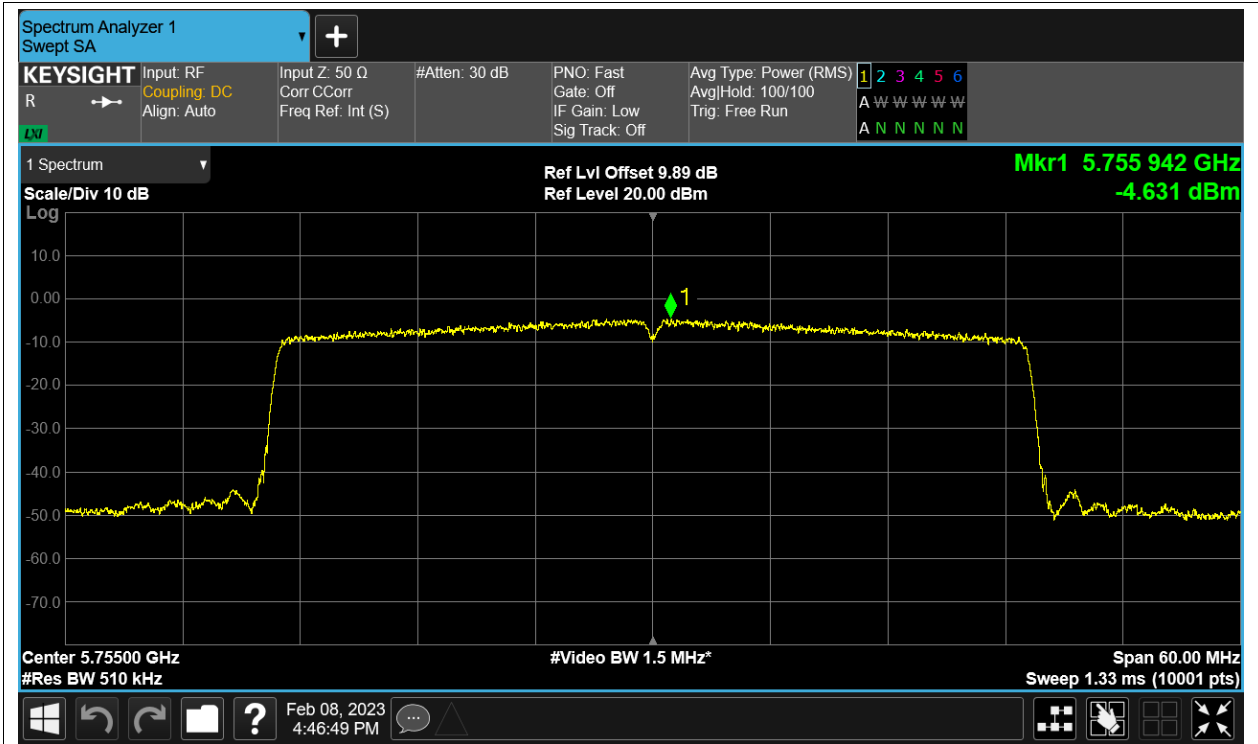 Spectrum Analyzer 1
Swept SA
KEYSIGHT
R
LXI
Input: RF
Coupling: DC
Align: Auto
Input Z: 50 Ω
Corr CCorr
Freq Ref: Int (S)
#Atten: 30 dB
PNO: Fast
Gate: Off
IF Gain: Low
Sig Track: Off
Avg Type: Power (RMS)
Avg|Hold: 100/100
Trig: Free Run
1 2 3 4 5 6
A W W W W W
A N N N N N
1 Spectrum
Scale/Div 10 dB
Log
Ref Lvl Offset 9.89 dB
Ref Level 20.00 dBm
Mkr1 5.755 942 GHz
-4.631 dBm
10.0
0.00
-10.0
-20.0
-30.0
-40.0
-50.0
-60.0
-70.0
1
Center 5.75500 GHz
#Res BW 510 kHz
#Video BW 1.5 MHz*
Span 60.00 MHz
Sweep 1.33 ms (10001 pts)
?
Feb 08, 2023
4:46:49 PM